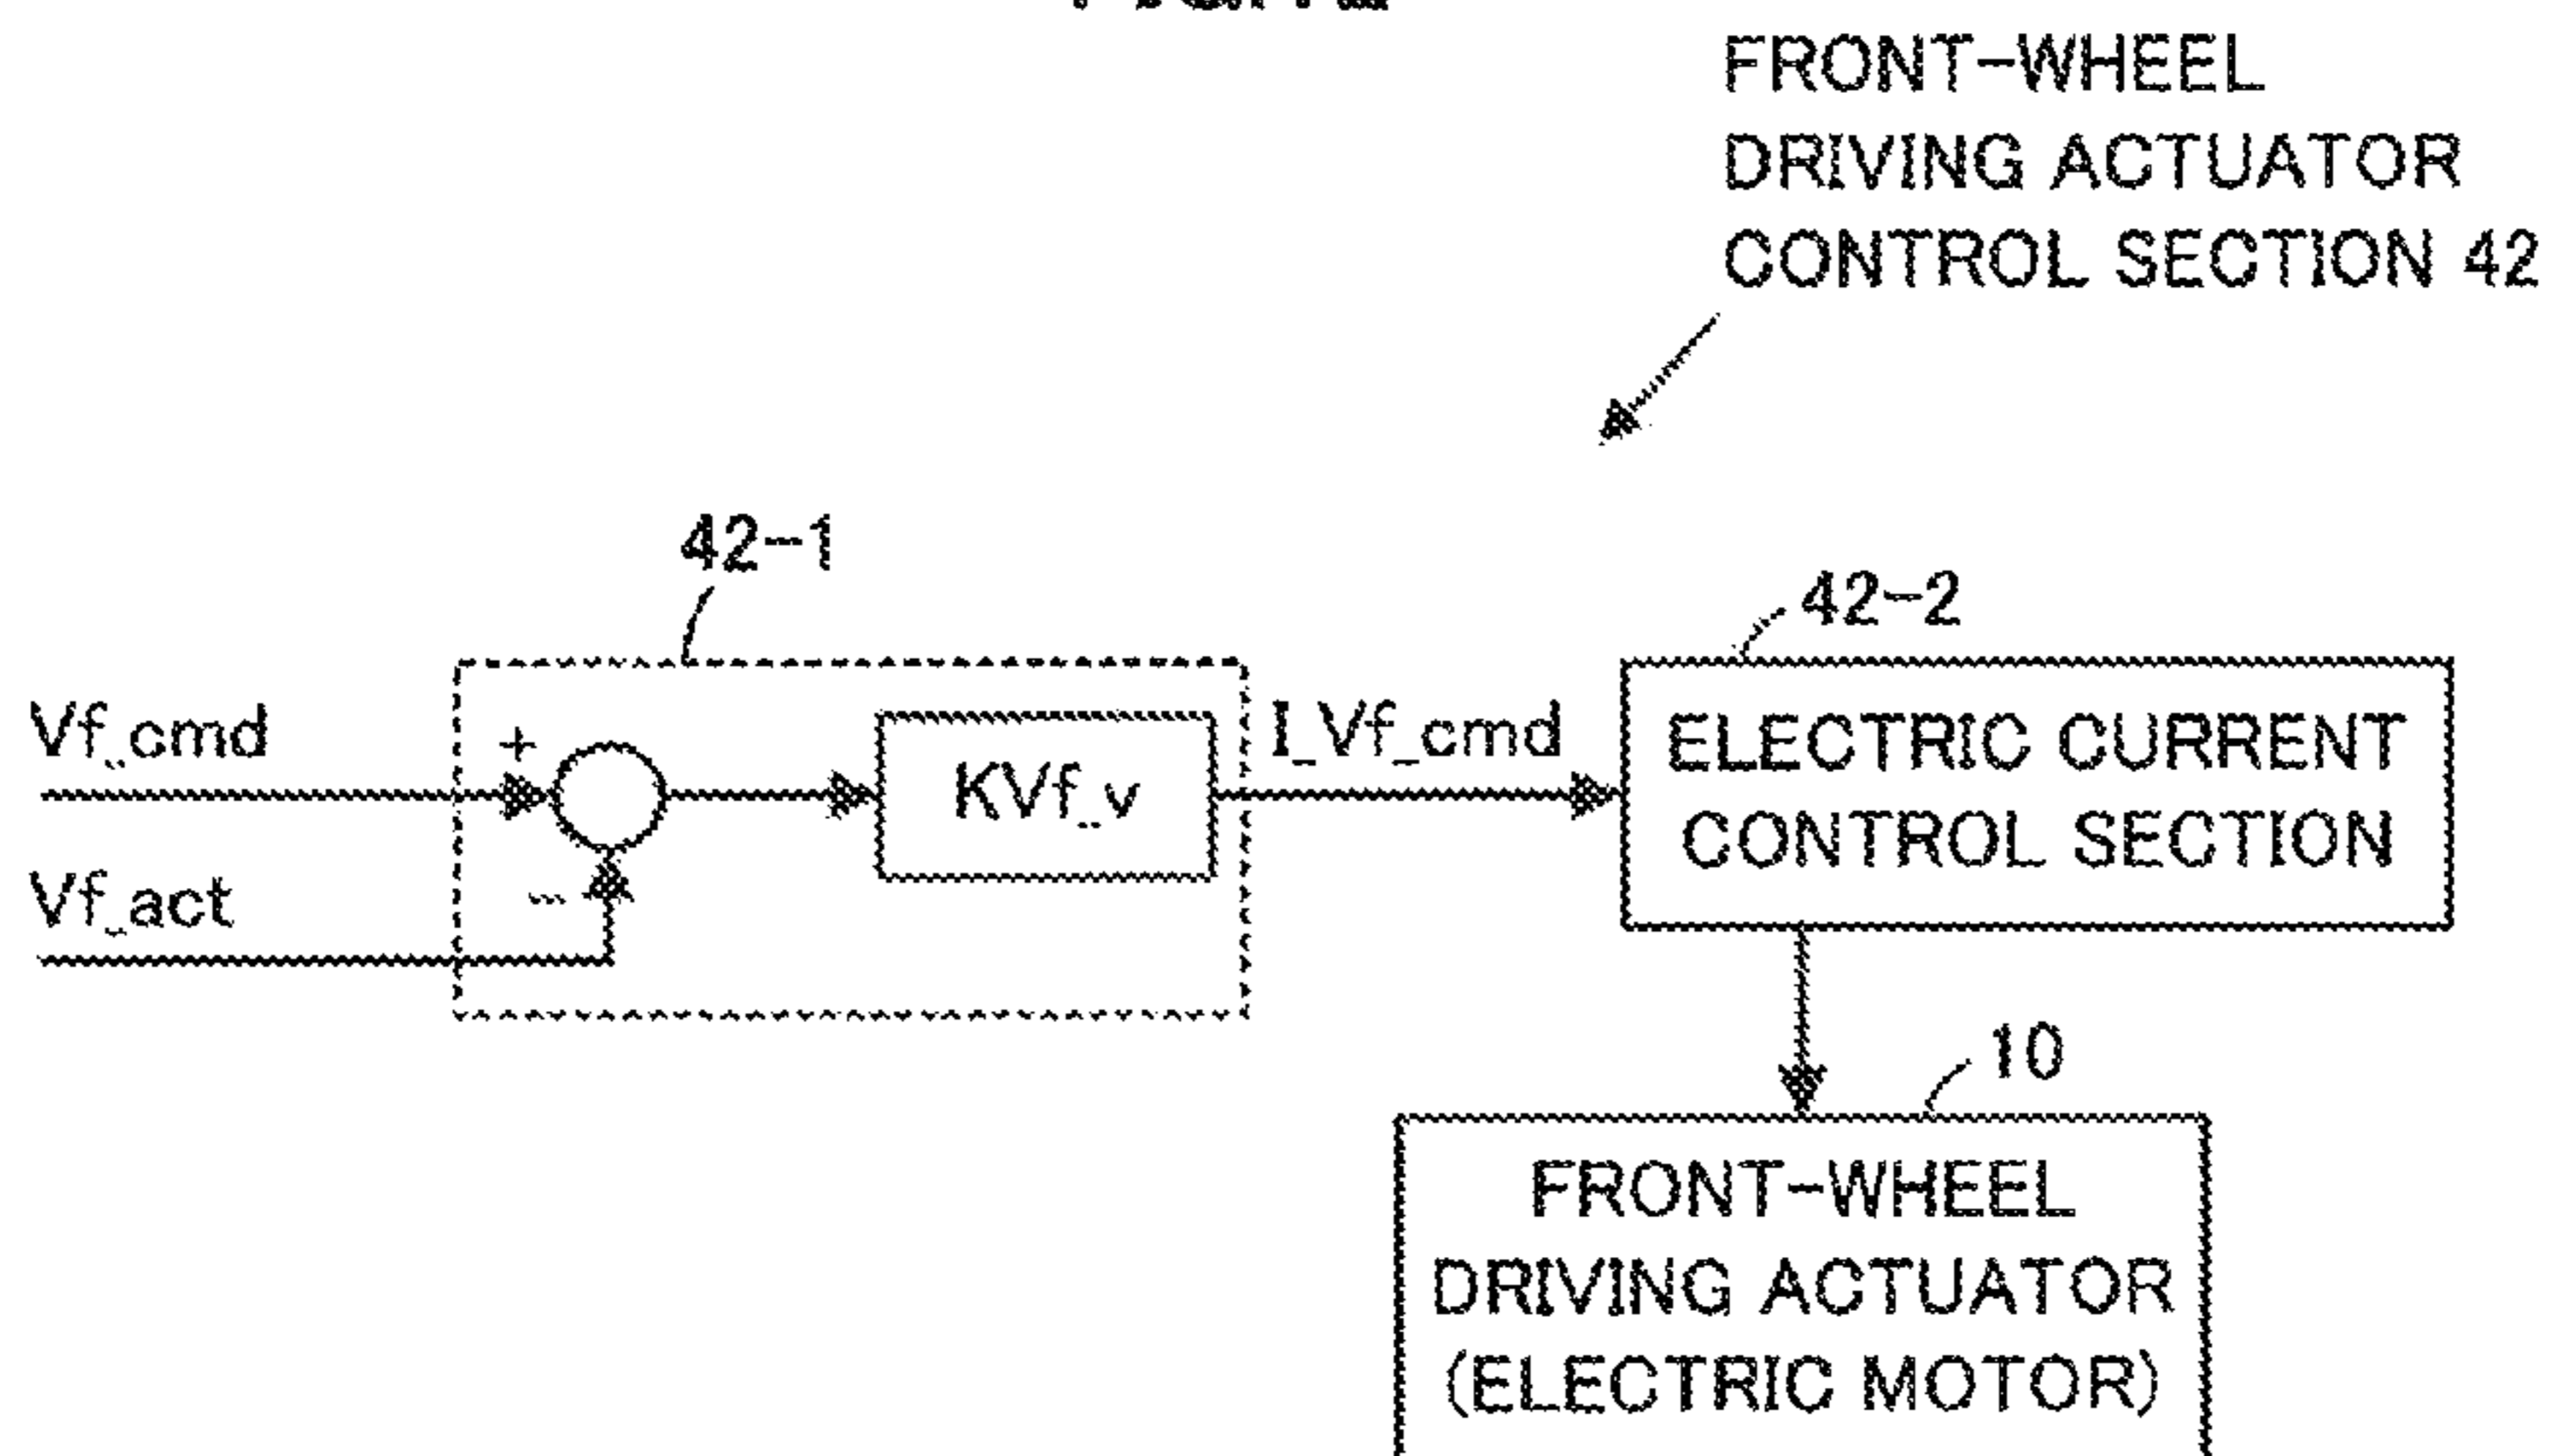 FRONT-WHEEL
DRIVING ACTUATOR
CONTROL SECTION 42
42-1
42-2
Vf_cmd
+
KVf_v
I_Vf_cmd
ELECTRIC CURRENT
CONTROL SECTION
Vf_act
-
10
FRONT-WHEEL
DRIVING ACTUATOR
(ELECTRIC MOTOR)